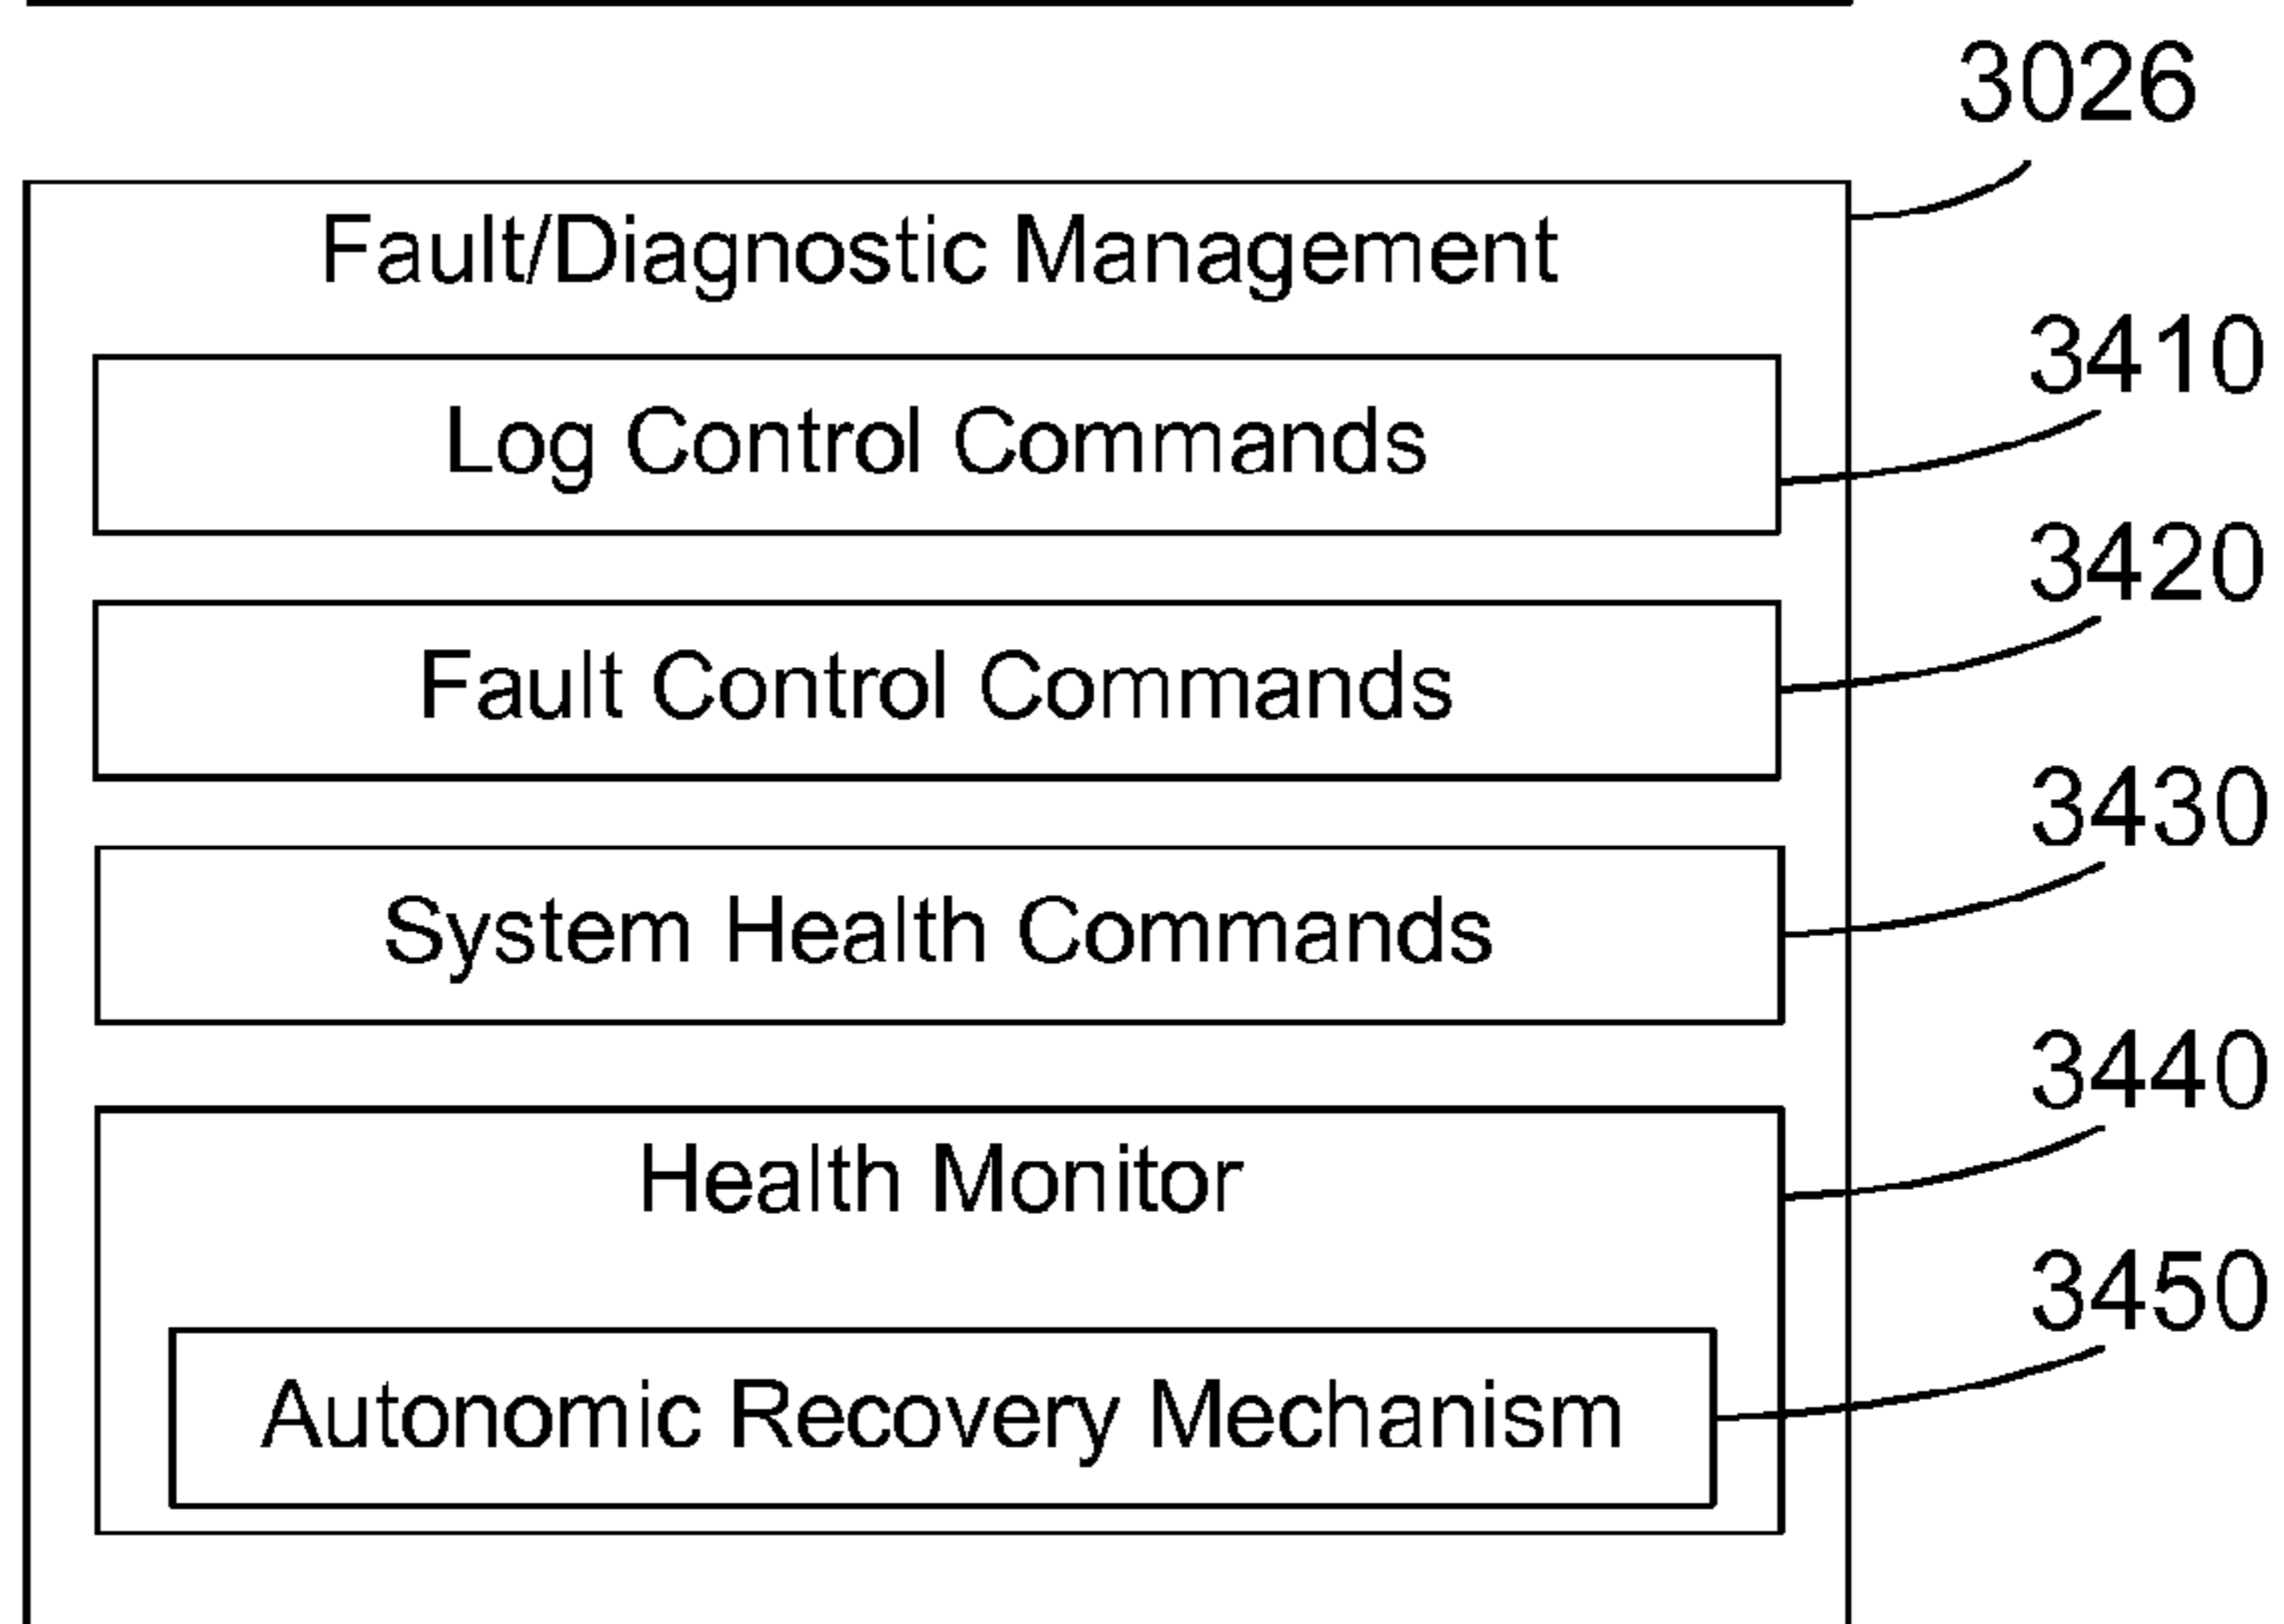 3026
Fault/Diagnostic Management
3410
Log Control Commands
3420
Fault Control Commands
3430
System Health Commands
3440
Health Monitor
3450
Autonomic Recovery Mechanism